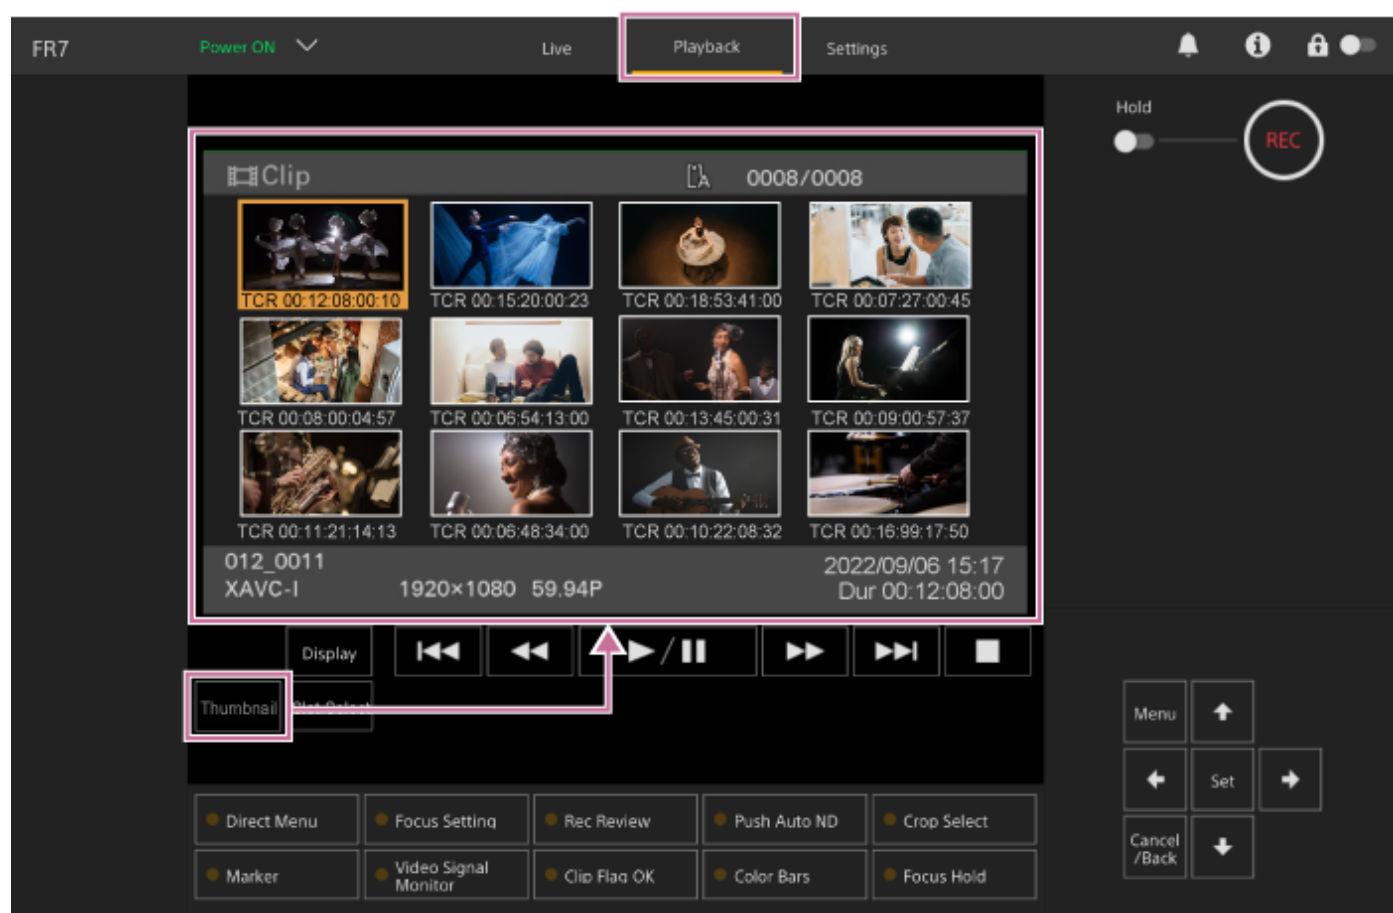 FR7
Power ON
Live
Playback
Settings
Hold
REC
Clip
A
0008/0008
TCR 00:12:08:00:10
TCR 00:15:20:00:23
TCR 00:18:53:41:00
TCR 00:07:27:00:45
TCR 00:08:00:04:57
TCR 00:06:54:13:00
TCR 00:13:45:00:31
TCR 00:09:00:57:37
TCR 00:11:21:14:13
TCR 00:06:48:34:00
TCR 00:10:22:08:32
TCR 00:16:99:17:50
012_0011
2022/09/06 15:17
XAVC-I
1920×1080 59.94P
Dur 00:12:08:00
Display
Thumbnail
Menu
Set
Cancel
/Back
Direct Menu
Focus Setting
Rec Review
Push Auto ND
Crop Select
Marker
Video Signal
Monitor
Clip Flag OK
Color Bars
Focus Hold